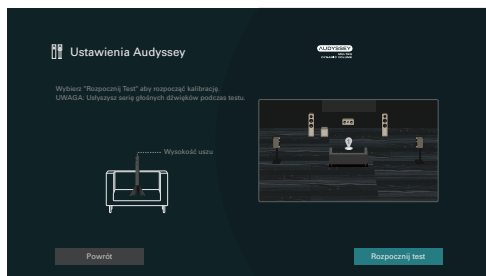 Ustawienia Audyssey
AUDYSSEY
Wybierz "Rozpocznij Test" aby rozpocząć kalibrację.
UWAGA: Usłyszysz serię głośnych dźwięków podczas testu.
Wysokość uszu
Powrót
Rozpocznij test